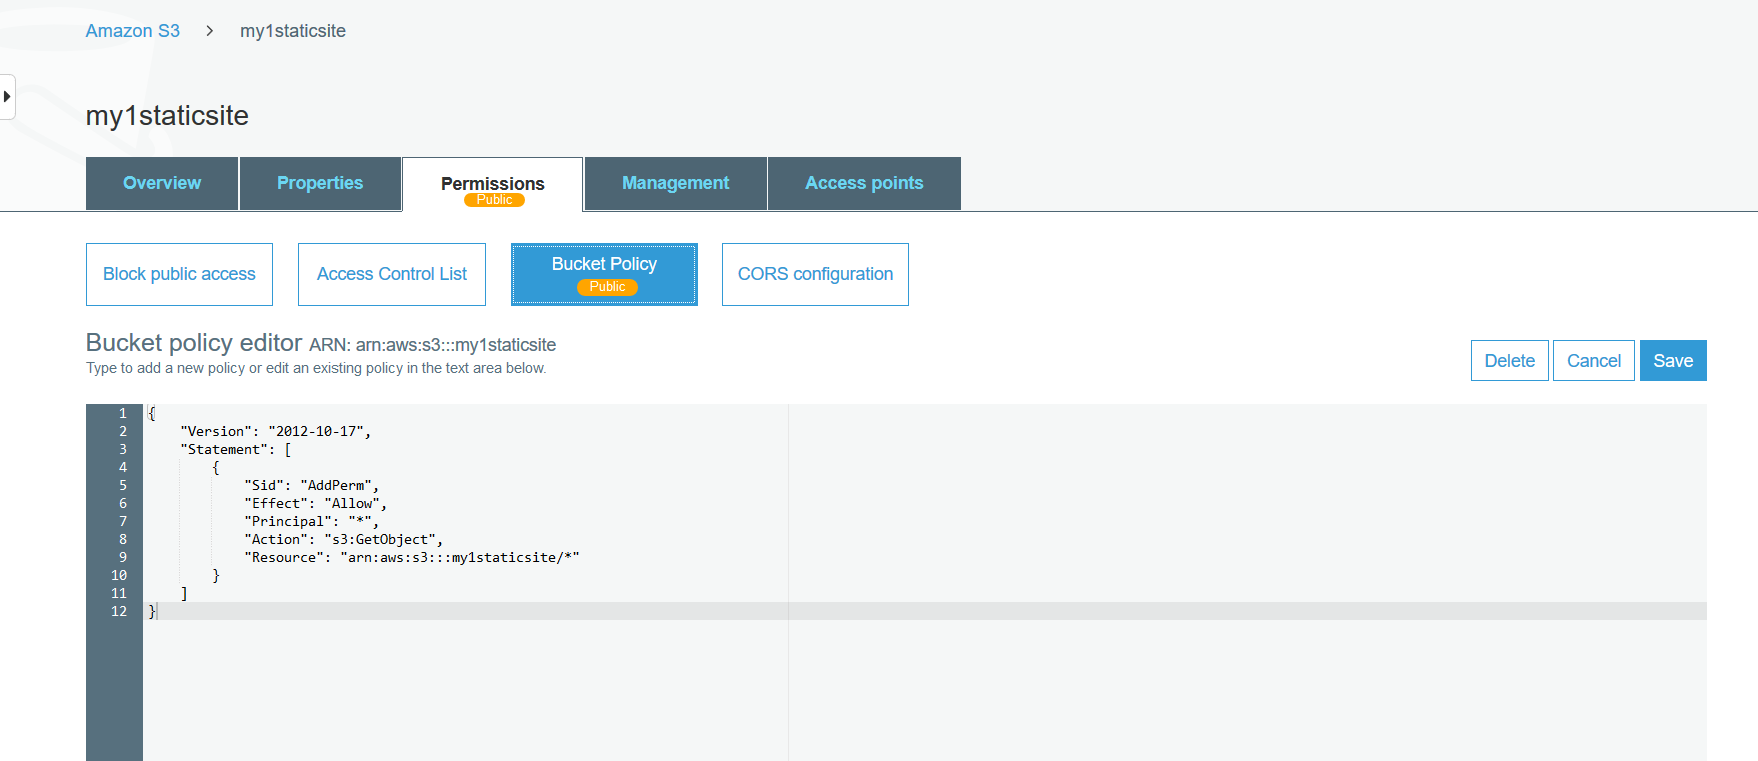 Amazon S3 > my1staticsite
my1staticsite
Overview Properties Permissions Management Access points
Public
Block public access Access Control List Bucket Policy CORS configuration
Public
Bucket policy editor ARN: arn:aws:s3:::my1staticsite
Type to add a new policy or edit an existing policy in the text area below.
Delete Cancel Save
1 {
2 "Version": "2012-10-17",
3 "Statement": [
4 {
5 "Sid": "AddPerm",
6 "Effect": "Allow",
7 "Principal": "*",
8 "Action": "s3:GetObject",
9 "Resource": "arn:aws:s3:::my1staticsite/*"
10 }
11 ]
12 }